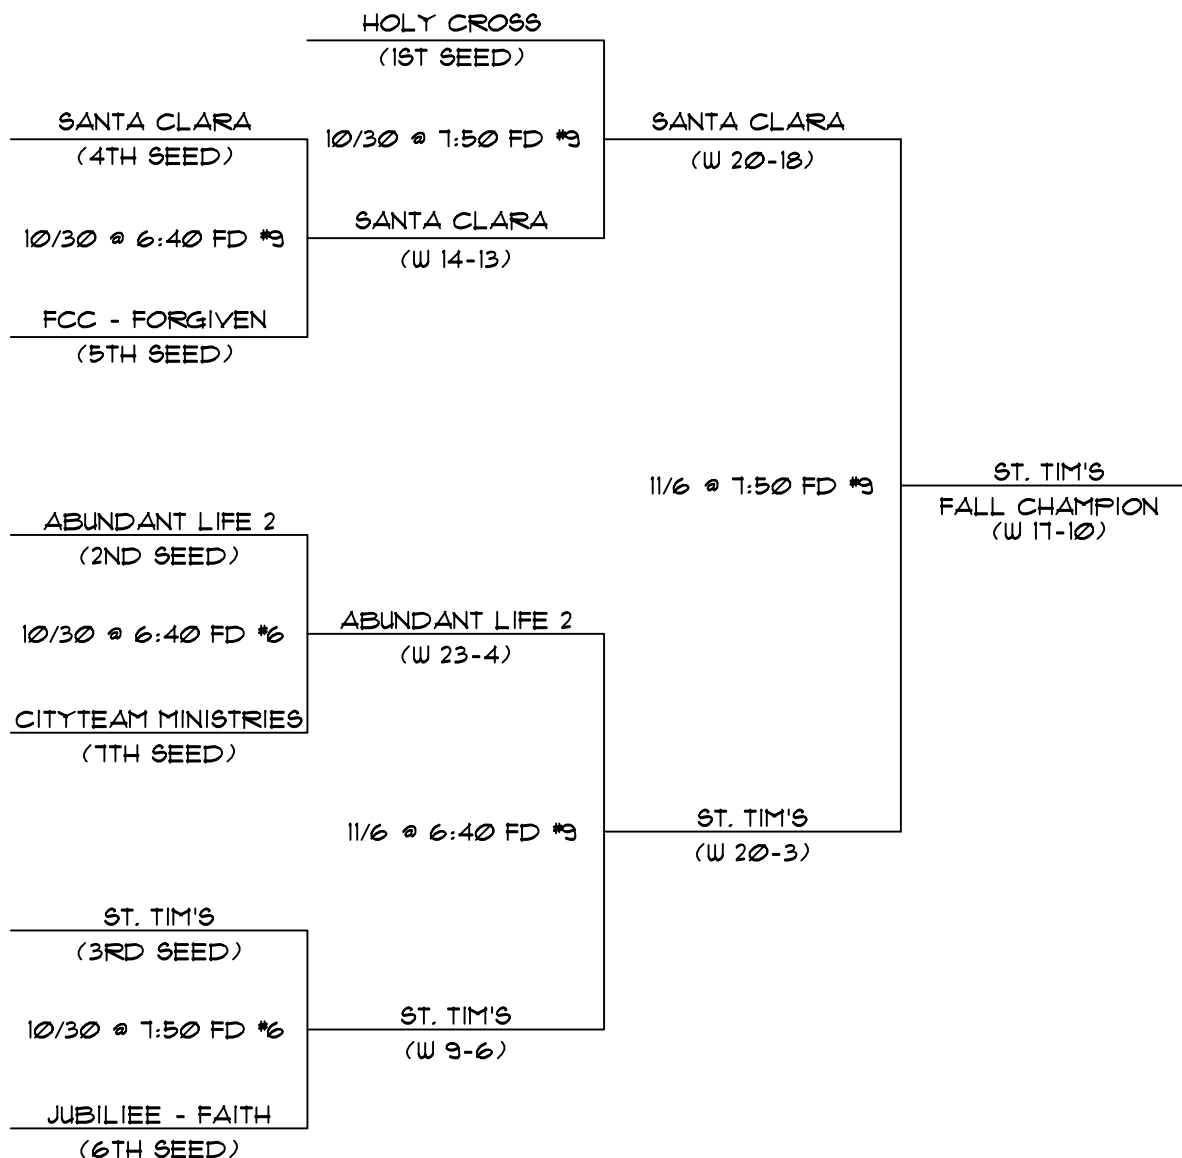 HOLY CROSS
(1ST SEED)
SANTA CLARA
(4TH SEED)
10/30 @ 7:50 FD #9
SANTA CLARA
(W 20-18)
10/30 @ 6:40 FD #9
SANTA CLARA
(W 14-13)
FCC - FORGIVEN
(5TH SEED)
11/6 @ 7:50 FD #9
ST. TIM'S
FALL CHAMPION
(W 17-10)
ABUNDANT LIFE 2
(2ND SEED)
10/30 @ 6:40 FD #6
ABUNDANT LIFE 2
(W 23-4)
CITYTEAM MINISTRIES
(7TH SEED)
11/6 @ 6:40 FD #9
ST. TIM'S
(W 20-3)
ST. TIM'S
(3RD SEED)
10/30 @ 7:50 FD #6
ST. TIM'S
(W 9-6)
JUBILIEE - FAITH
(6TH SEED)